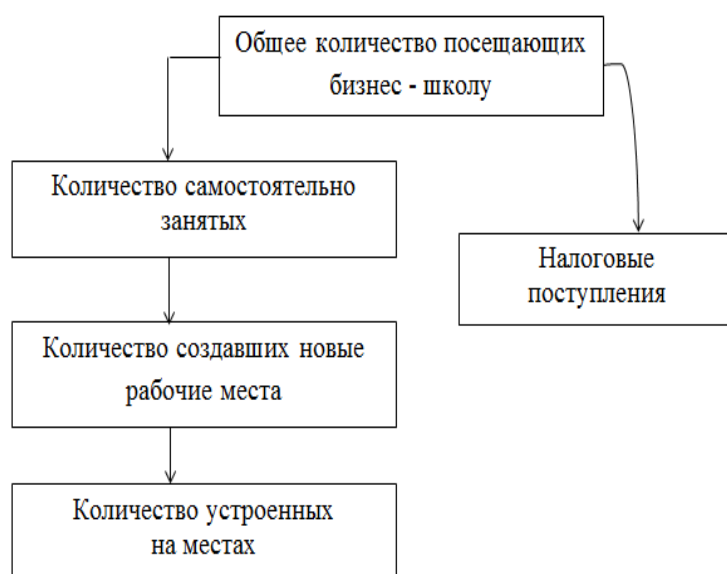 Общее количество посещающих
бизнес - школу
Количество самостоятельно
занятых
Налоговые
поступления
Количество создавших новые
рабочие места
Количество устроенных
на местах